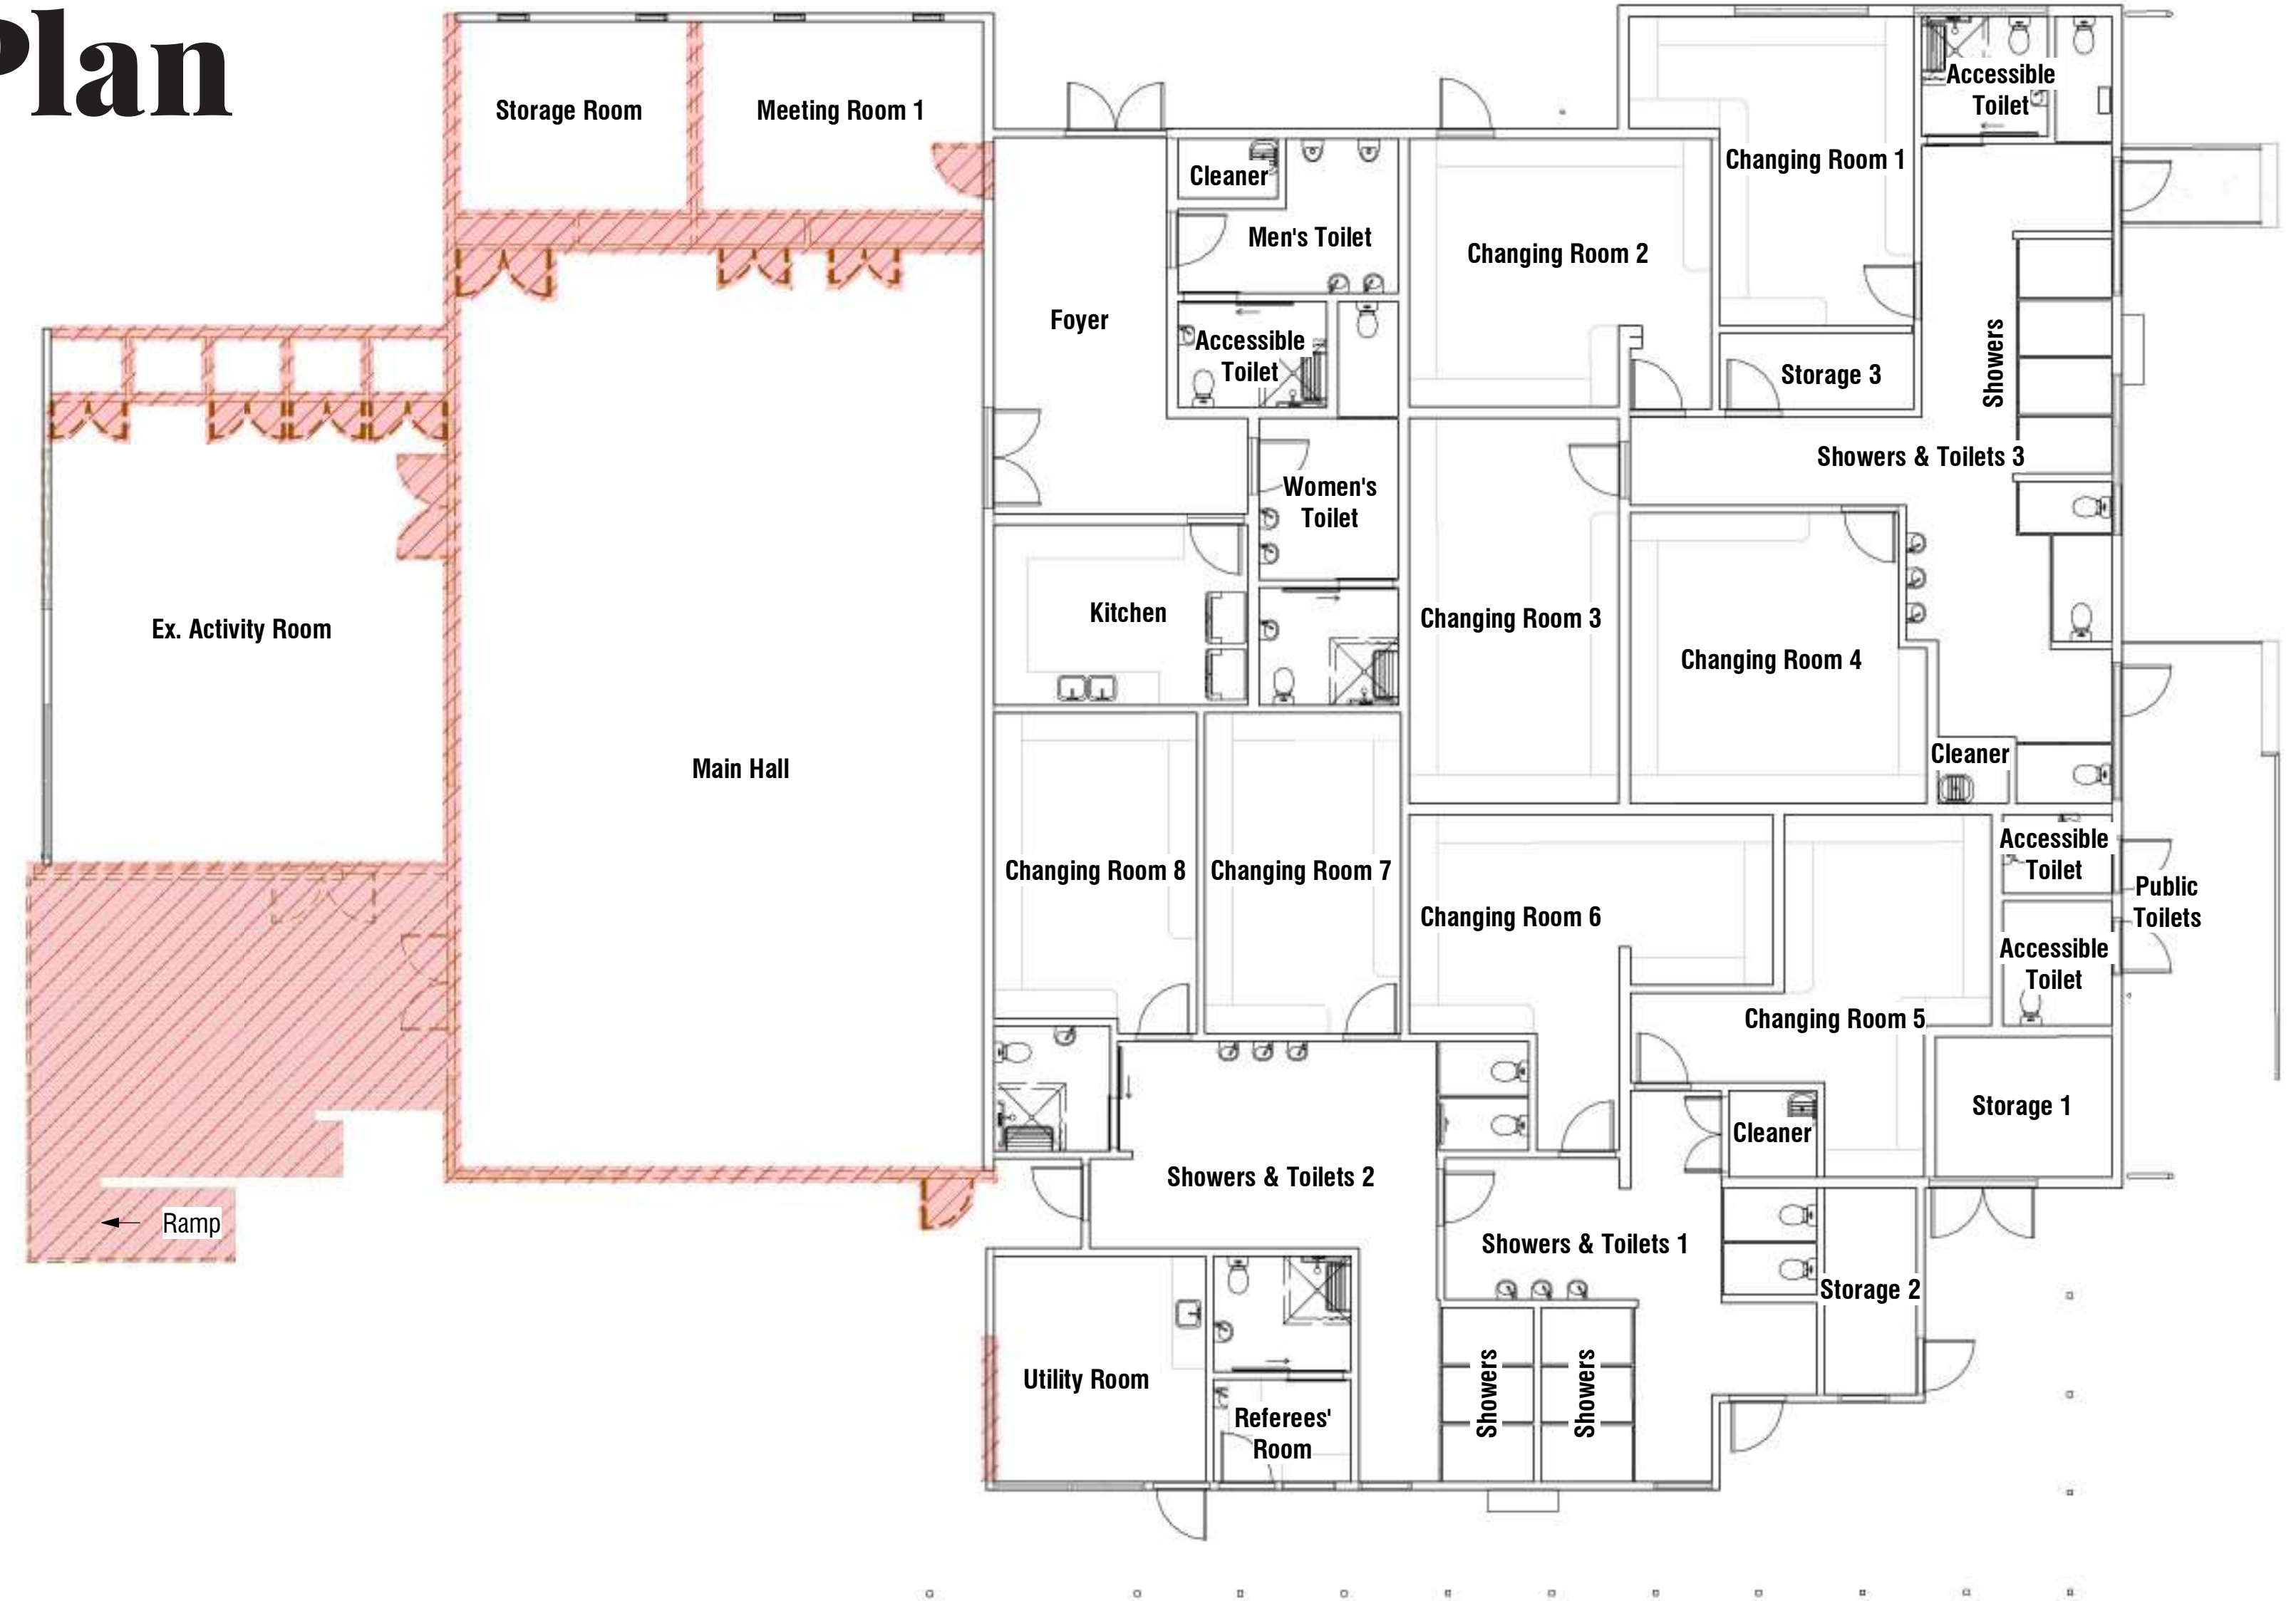 Plan
Storage Room
Meeting Room 1
Accessible
Toilet
Changing Room 1
Cleaner
Men's Toilet
Changing Room 2
Foyer
Accessible
Toilet
Storage 3
Showers
Showers & Toilets 3
Women's
Toilet
Ex. Activity Room
Kitchen
Changing Room 3
Changing Room 4
Main Hall
Cleaner
Accessible
Toilet
Changing Room 8
Changing Room 7
Changing Room 6
Public
Toilets
Accessible
Toilet
Changing Room 5
Storage 1
Cleaner
Showers & Toilets 2
Ramp
Showers & Toilets 1
Storage 2
Utility Room
Showers
Showers
Referees'
Room